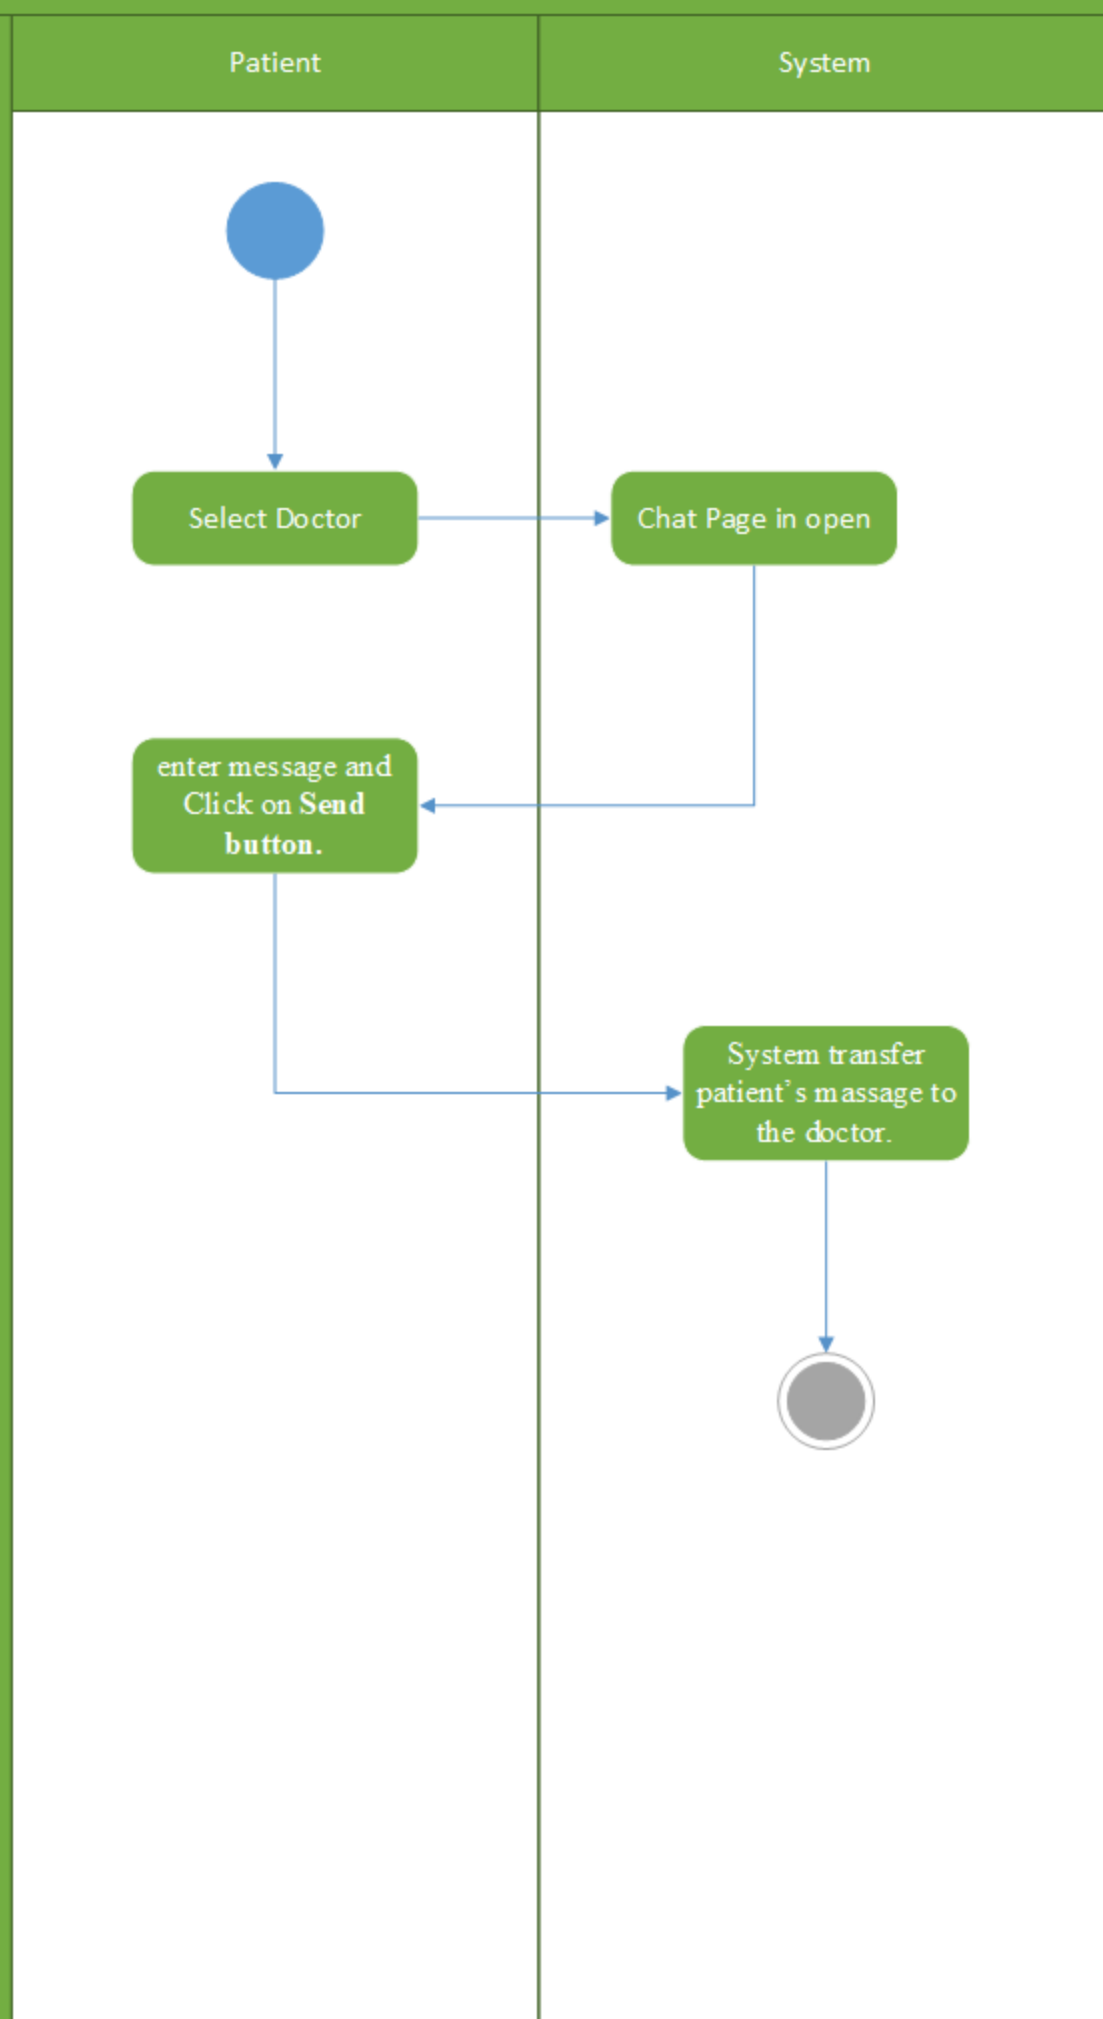 Patient
System
Select Doctor
Chat Page in open
enter message and
Click on Send
button.
System transfer
patient's massage to
the doctor.